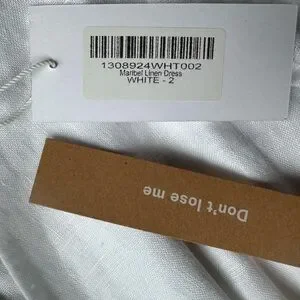 1308924WHT002
Maribel Linen Dress
WHITE - 2
Don't lose me